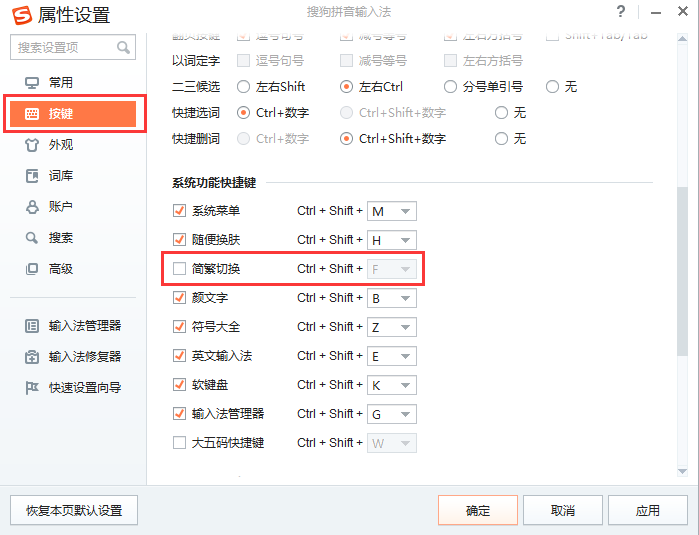 属性设置
搜狗拼音输入法
搜索设置项
常用
按键
外观
词库
账户
搜索
高级
输入法管理器
输入法修复器
快速设置向导
翻页按键 逗号句号 减号等号 左右方括号 Shift+Tab/Tab
以词定字 逗号句号 减号等号 左右方括号
二三候选 左右Shift 左右Ctrl 分号单引号 无
快捷选词 Ctrl+数字 Ctrl+Shift+数字 无
快捷删词 Ctrl+数字 Ctrl+Shift+数字 无
系统功能快捷键
系统菜单 Ctrl + Shift + M
随便换肤 Ctrl + Shift + H
简繁切换 Ctrl + Shift + F
颜文字 Ctrl + Shift + B
符号大全 Ctrl + Shift + Z
英文输入法 Ctrl + Shift + E
软键盘 Ctrl + Shift + K
输入法管理器 Ctrl + Shift + G
大五码快捷键 Ctrl + Shift + W
恢复本页默认设置
确定 取消 应用